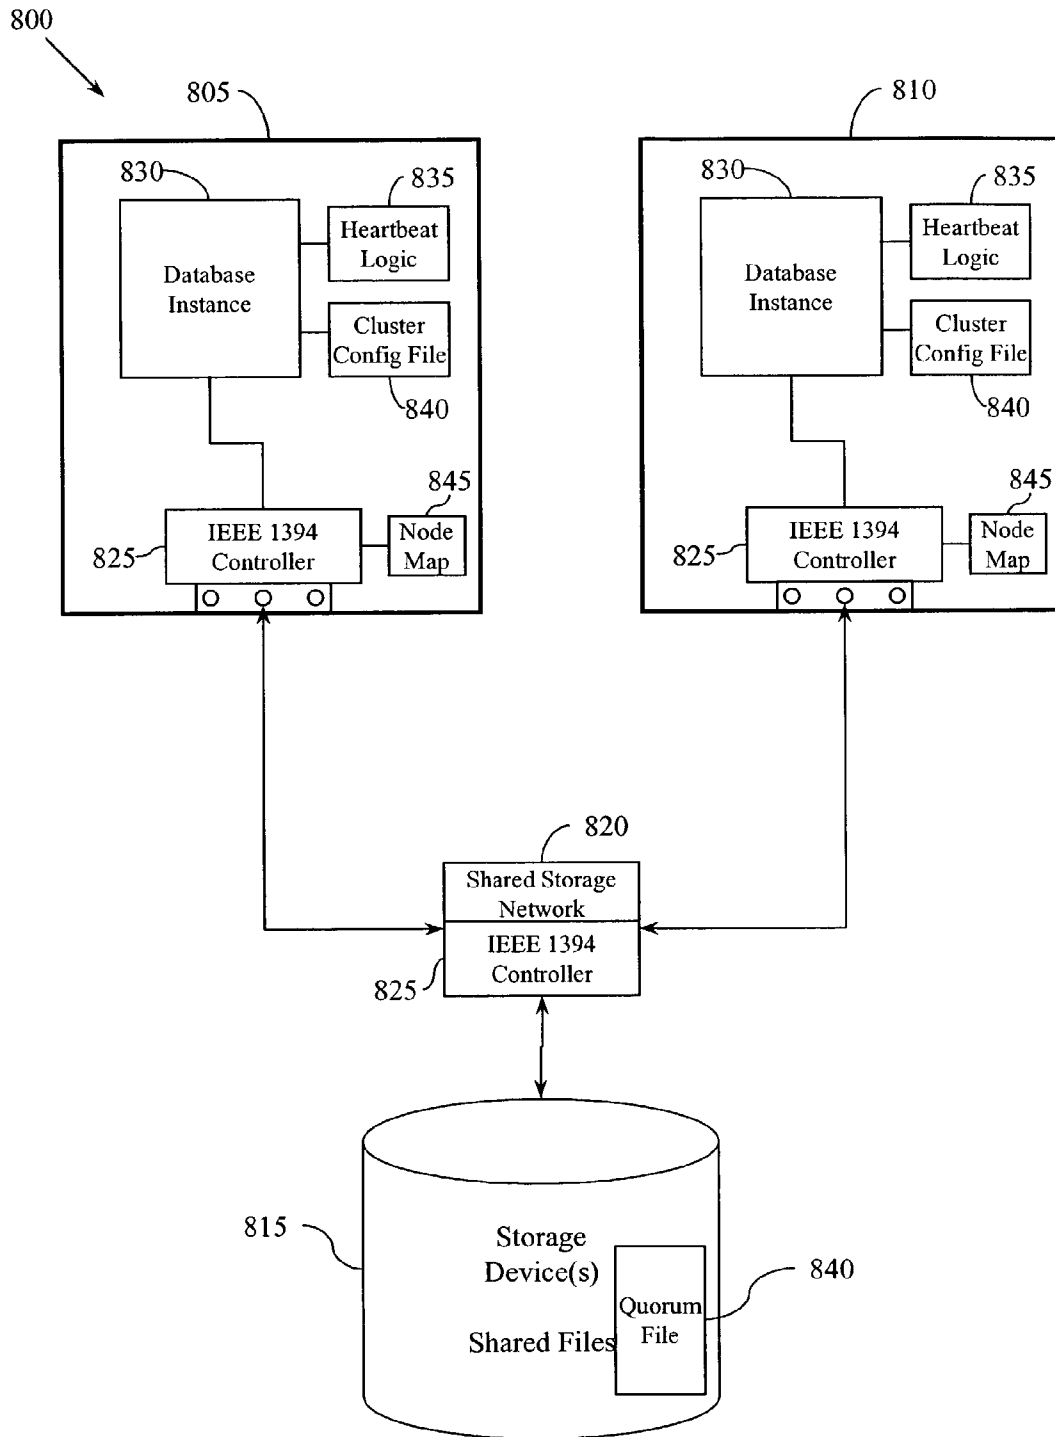 800
805
810
830
835
830
835
Heartbeat
Logic
Heartbeat
Logic
Database
Instance
Database
Instance
Cluster
Config File
Cluster
Config File
840
840
845
845
825
IEEE 1394
Controller
Node
Map
825
IEEE 1394
Controller
Node
Map
820
Shared Storage
Network
IEEE 1394
Controller
825
815
Storage
Device(s)
Shared Files
Quorum
File
840